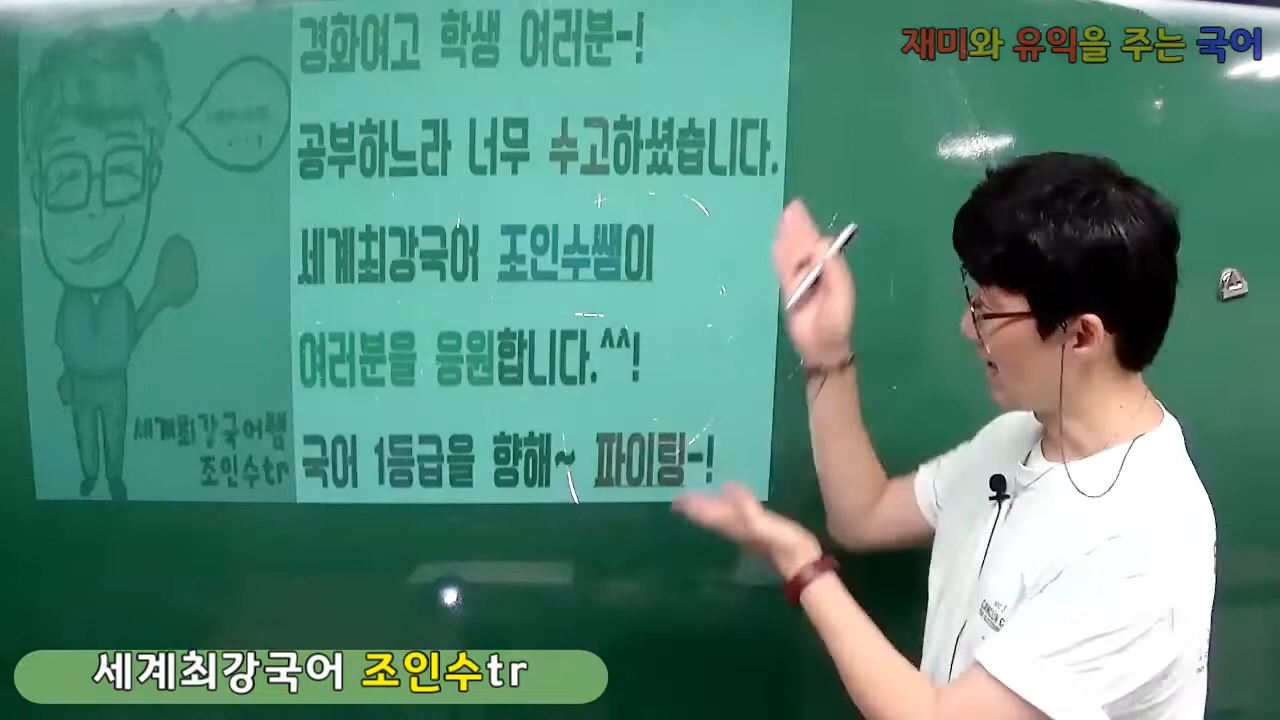 재미와 유익을 주는 국어
경화여고 학생 여러분-!
공부하느라 너무 수고하셨습니다.
세계최강국어 조인수쌤이
여러분을 응원합니다.^^!
국어 1등급을 향해~ 파이팅-!
세계최강국어쌤
조인수tr
세계최강국어 조인수tr